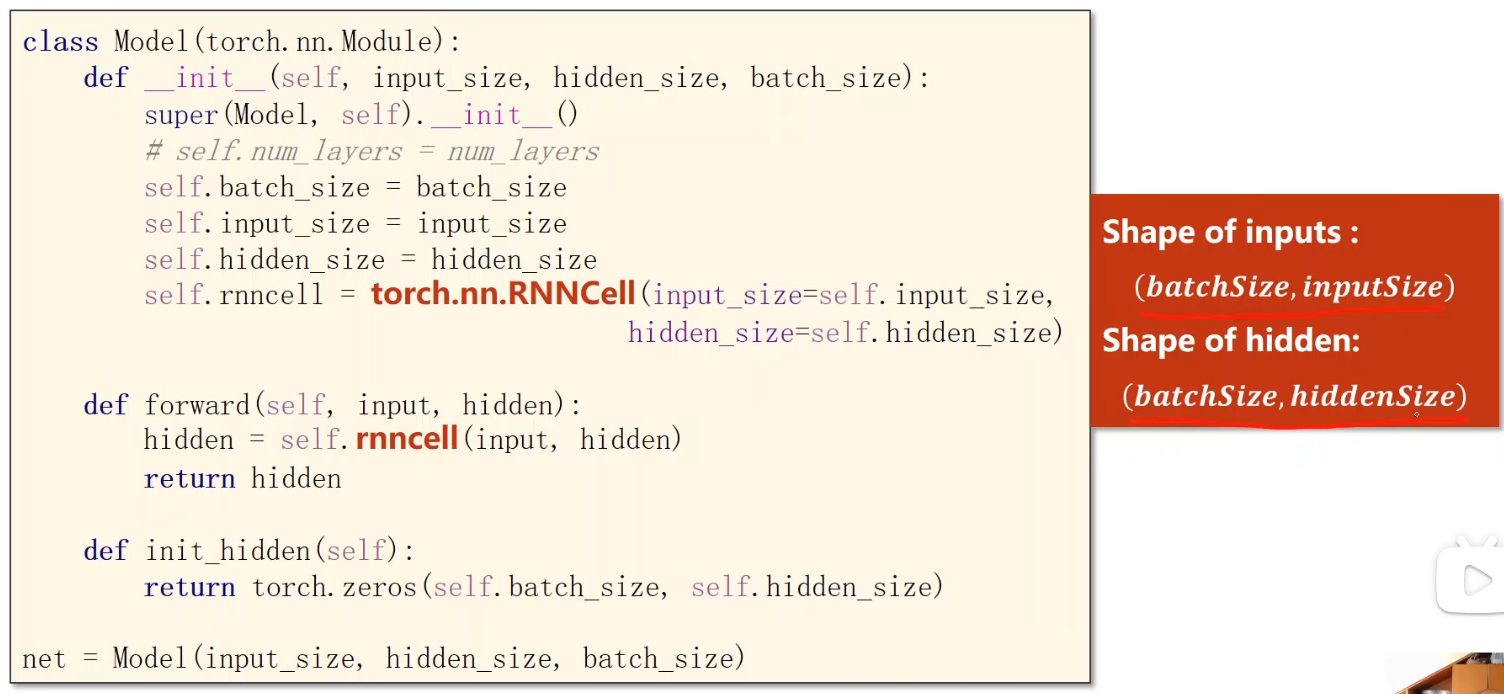 class Model(torch.nn.Module):
    def __init__(self, input_size, hidden_size, batch_size):
        super(Model, self).__init__()
        # self.num_layers = num_layers
        self.batch_size = batch_size
        self.input_size = input_size
        self.hidden_size = hidden_size
        self.rnncell = torch.nn.RNNCell(input_size=self.input_size,
                                        hidden_size=self.hidden_size)
    def forward(self, input, hidden):
        hidden = self.rnncell(input, hidden)
        return hidden
    def init_hidden(self):
        return torch.zeros(self.batch_size, self.hidden_size)
net = Model(input_size, hidden_size, batch_size)
Shape of inputs :
(batchSize, inputSize)
Shape of hidden:
(batchSize, hiddenSize)